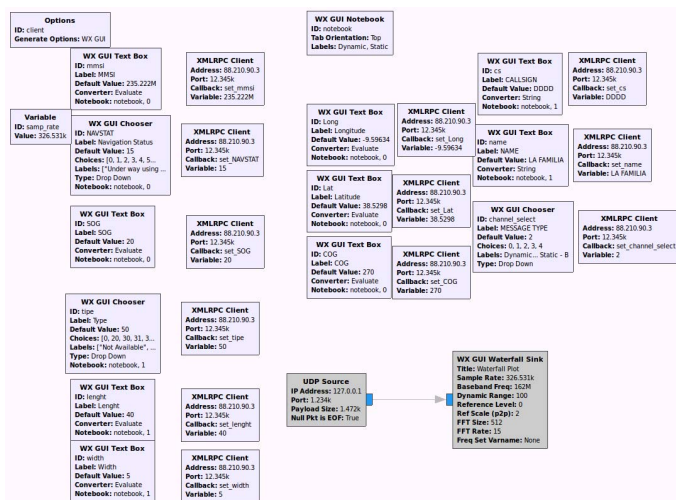 Options
ID: client
Generate Options: WX GUI
WX GUI Notebook
ID: notebook
Tab Orientation: Top
Labels: Dynamic, Static
WX GUI Text Box
ID: mmsi
Label: MMSI
Default Value: 235.222M
Converter: Evaluate
Notebook: notebook, 0
XMLRPC Client
Address: 88.210.90.3
Port: 12.345k
Callback: set_mmsi
Variable: 235.222M
WX GUI Text Box
ID: cs
Label: CALLSIGN
Default Value: DDDD
Converter: String
Notebook: notebook, 1
XMLRPC Client
Address: 88.210.90.3
Port: 12.345k
Callback: set_cs
Variable: DDDD
Variable
ID: samp_rate
Value: 326.531k
WX GUI Chooser
ID: NAVSTAT
Label: Navigation Status
Default Value: 15
Choices: [0, 1, 2, 3, 4, 5...
Labels: ["Under way using ...
Type: Drop Down
Notebook: notebook, 0
XMLRPC Client
Address: 88.210.90.3
Port: 12.345k
Callback: set_NAVSTAT
Variable: 15
WX GUI Text Box
ID: Long
Label: Longitude
Default Value: -9.59634
Converter: Evaluate
Notebook: notebook, 0
XMLRPC Client
Address: 88.210.90.3
Port: 12.345k
Callback: set_Long
Variable: -9.59634
WX GUI Text Box
ID: name
Label: NAME
Default Value: LA FAMILIA
Converter: String
Notebook: notebook, 1
XMLRPC Client
Address: 88.210.90.3
Port: 12.345k
Callback: set_name
Variable: LA FAMILIA
WX GUI Text Box
ID: Lat
Label: Latitude
Default Value: 38.5298
Converter: Evaluate
Notebook: notebook, 0
XMLRPC Client
Address: 88.210.90.3
Port: 12.345k
Callback: set_Lat
Variable: 38.5298
WX GUI Chooser
ID: channel_select
Label: MESSAGE TYPE
Default Value: 2
Choices: 0, 1, 2, 3, 4
Labels: Dynamic... Static - B
Type: Drop Down
XMLRPC Client
Address: 88.210.90.3
Port: 12.345k
Callback: set_channel_select
Variable: 2
WX GUI Text Box
ID: SOG
Label: SOG
Default Value: 20
Converter: Evaluate
Notebook: notebook, 0
XMLRPC Client
Address: 88.210.90.3
Port: 12.345k
Callback: set_SOG
Variable: 20
WX GUI Text Box
ID: COG
Label: COG
Default Value: 270
Converter: Evaluate
Notebook: notebook, 0
XMLRPC Client
Address: 88.210.90.3
Port: 12.345k
Callback: set_COG
Variable: 270
WX GUI Chooser
ID: tipe
Label: Type
Default Value: 50
Choices: [0, 20, 30, 31, 3...
Labels: ["Not Available", ...
Type: Drop Down
Notebook: notebook, 1
XMLRPC Client
Address: 88.210.90.3
Port: 12.345k
Callback: set_tipe
Variable: 50
WX GUI Text Box
ID: lenght
Label: Lenght
Default Value: 40
Converter: Evaluate
Notebook: notebook, 1
XMLRPC Client
Address: 88.210.90.3
Port: 12.345k
Callback: set_lenght
Variable: 40
UDP Source
IP Address: 127.0.0.1
Port: 1.234k
Payload Size: 1.472k
Null Pkt is EOF: True
WX GUI Waterfall Sink
Title: Waterfall Plot
Sample Rate: 326.531k
Baseband Freq: 162M
Dynamic Range: 100
Reference Level: 0
Ref Scale (p2p): 2
FFT Size: 512
FFT Rate: 15
Freq Set Varname: None
WX GUI Text Box
ID: width
Label: Width
Default Value: 5
Converter: Evaluate
Notebook: notebook, 1
XMLRPC Client
Address: 88.210.90.3
Port: 12.345k
Callback: set_width
Variable: 5